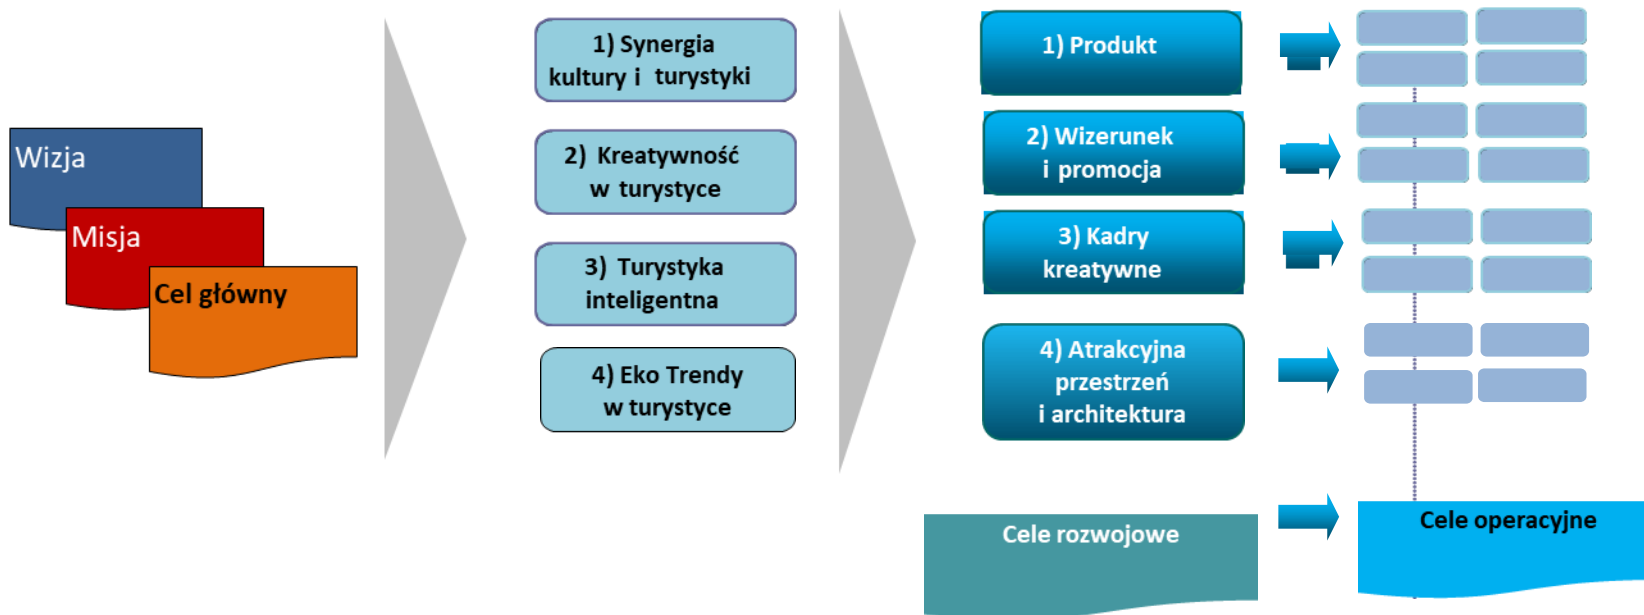 Wizja
Misja
Cel główny
1) Synergia
kultury i turystyki
2) Kreatywność
w turystyce
3) Turystyka
inteligentna
4) Eko Trendy
w turystyce
1) Produkt
2) Wizerunek
i promocja
3) Kadry
kreatywne
4) Atrakcyjna
przestrzeń
i architektura
Cele rozwojowe
Cele operacyjne